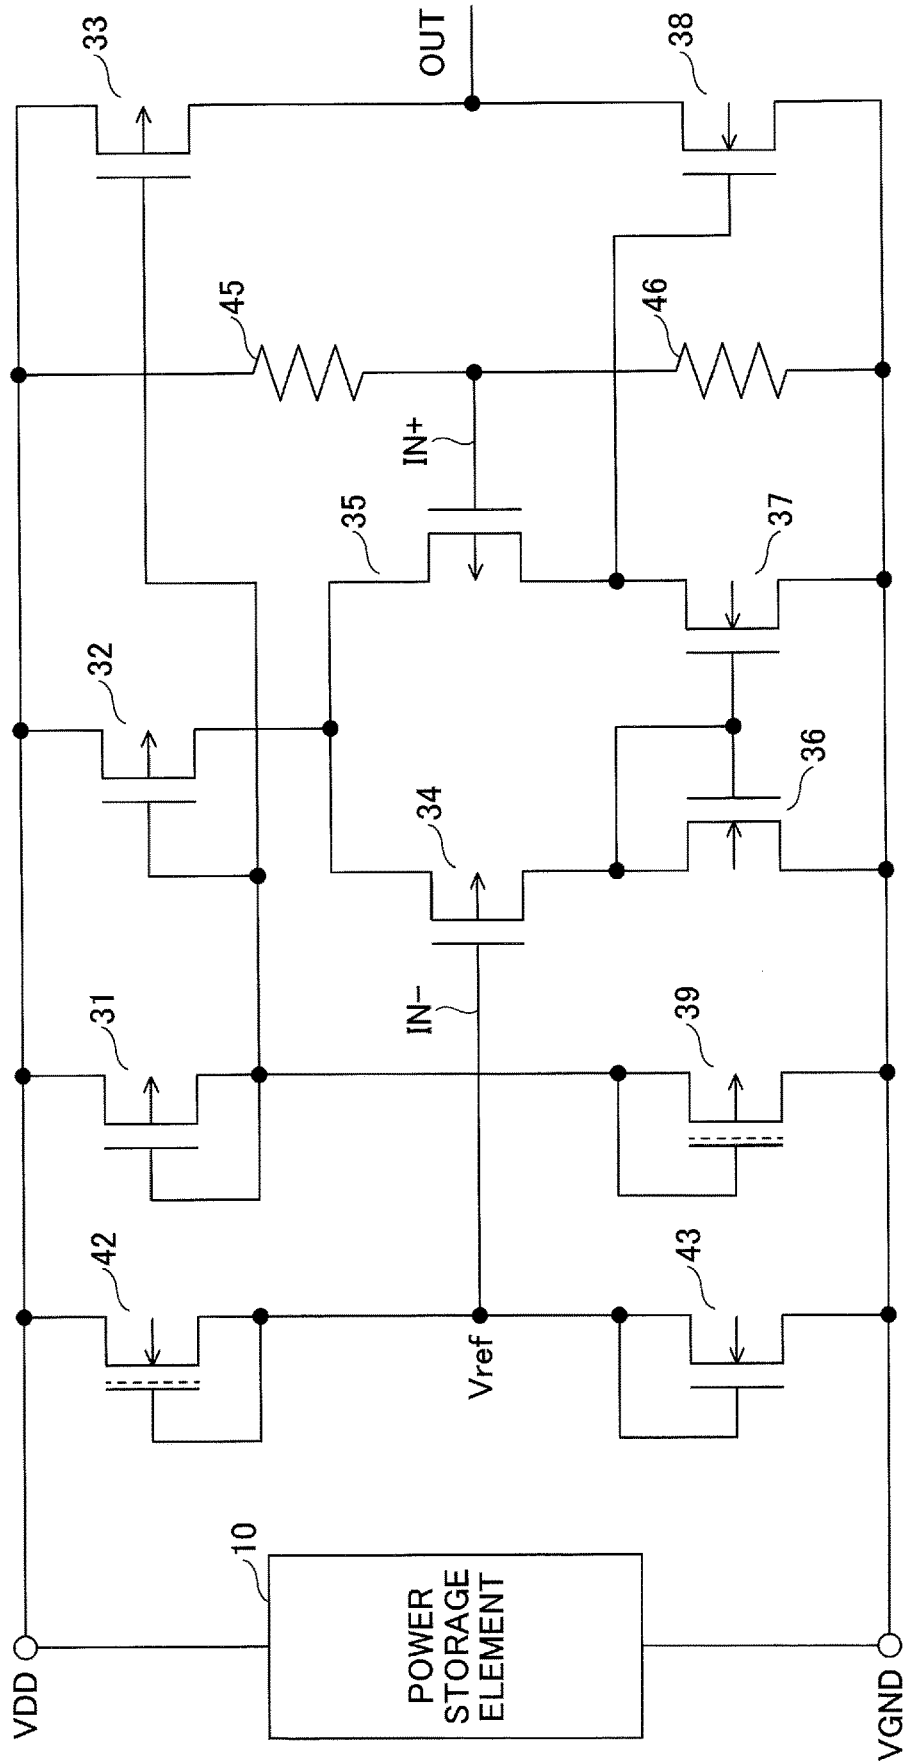 VDD
10
POWER
STORAGE
ELEMENT
VGND
42
Vref
43
31
IN−
39
32
34
36
35
IN+
37
45
46
33
OUT
38